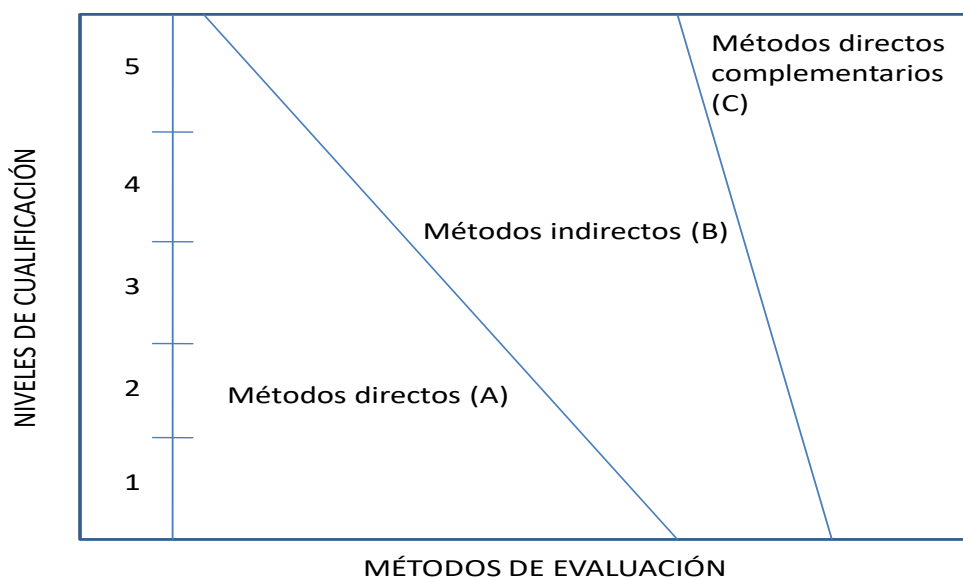 NIVELES DE CUALIFICACIÓN
5
4
3
2
1
Métodos directos
complementarios
(C)
Métodos indirectos (B)
Métodos directos (A)
MÉTODOS DE EVALUACIÓN